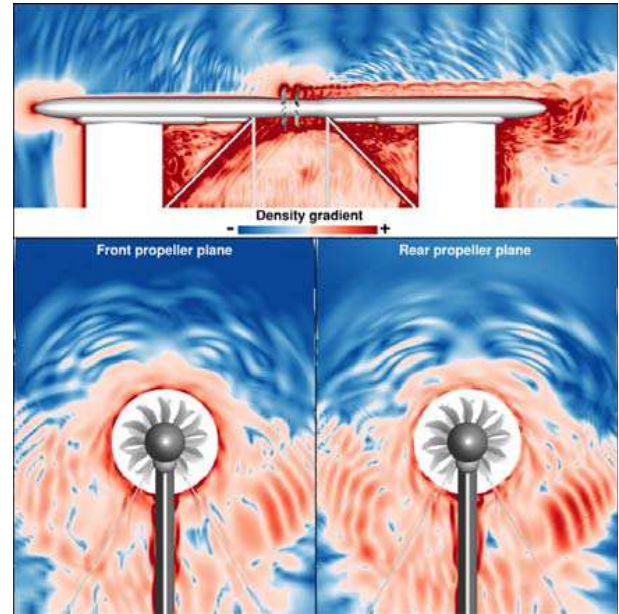 Density gradient
- +
Front propeller plane
Rear propeller plane